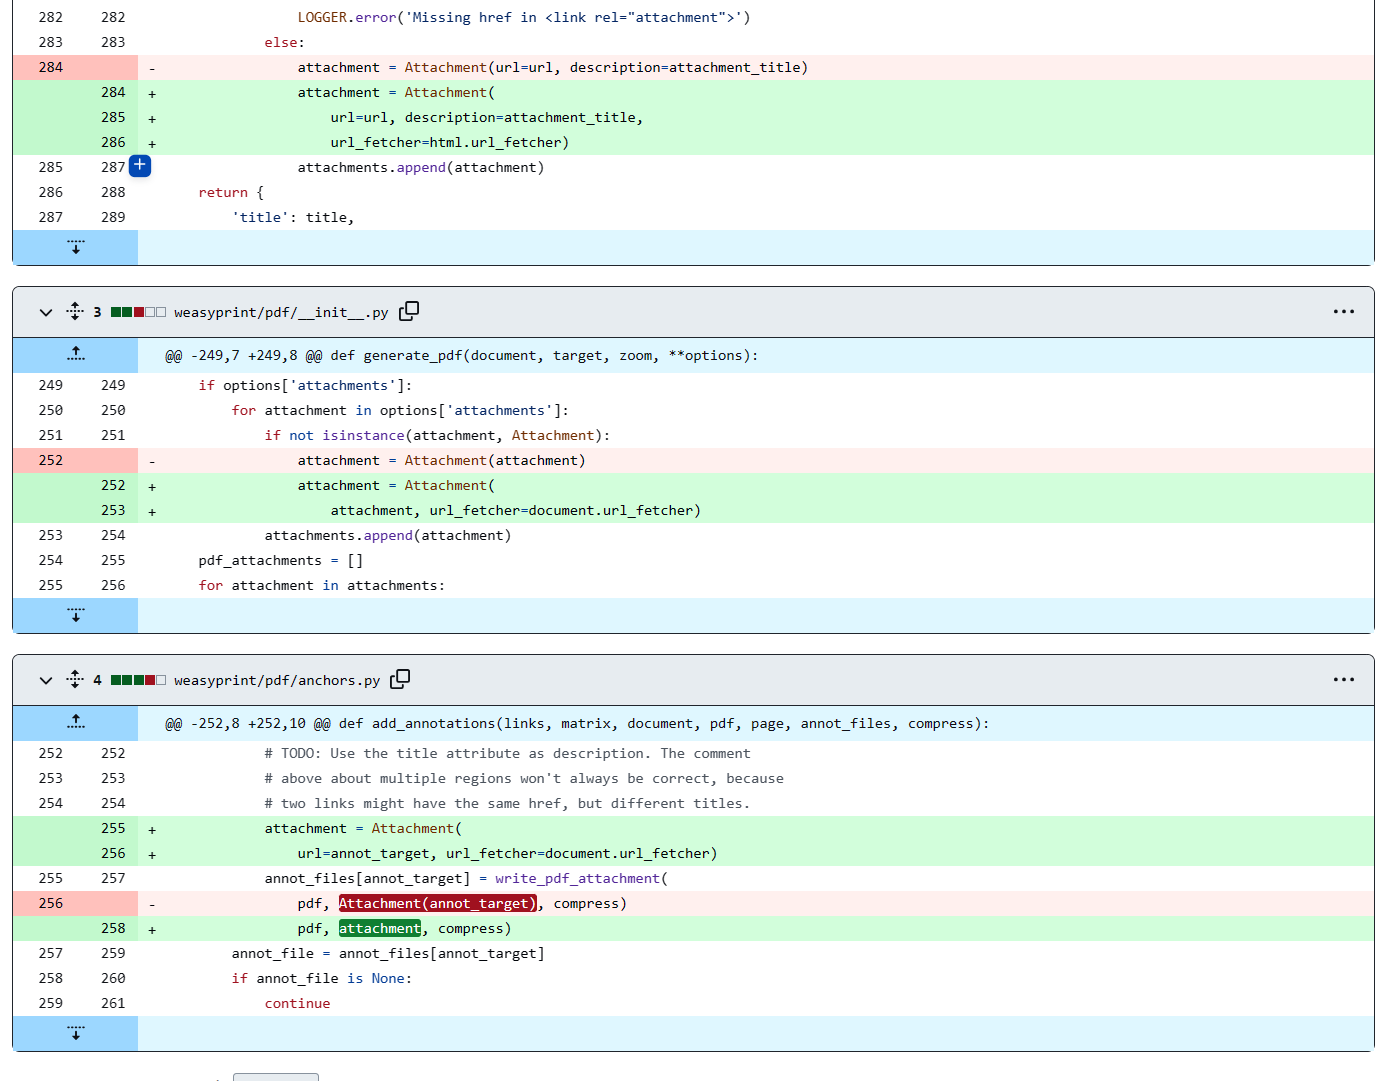 282 282 LOGGER.error('Missing href in <link rel="attachment">')
283 283 else:
284 - attachment = Attachment(url=url, description=attachment_title)
284 + attachment = Attachment(
285 + url=url, description=attachment_title,
286 + url_fetcher=html.url_fetcher)
285 287 attachments.append(attachment)
286 288 return {
287 289 'title': title,
3 weasyprint/pdf/__init__.py
@@ -249,7 +249,8 @@ def generate_pdf(document, target, zoom, **options):
249 249 if options['attachments']:
250 250 for attachment in options['attachments']:
251 251 if not isinstance(attachment, Attachment):
252 - attachment = Attachment(attachment)
252 + attachment = Attachment(
253 + attachment, url_fetcher=document.url_fetcher)
253 254 attachments.append(attachment)
254 255 pdf_attachments = []
255 256 for attachment in attachments:
4 weasyprint/pdf/anchors.py
@@ -252,8 +252,10 @@ def add_annotations(links, matrix, document, pdf, page, annot_files, compress):
252 252 # TODO: Use the title attribute as description. The comment
253 253 # above about multiple regions won't always be correct, because
254 254 # two links might have the same href, but different titles.
255 + attachment = Attachment(
256 + url=annot_target, url_fetcher=document.url_fetcher)
255 257 annot_files[annot_target] = write_pdf_attachment(
256 - pdf, Attachment(annot_target), compress)
258 + pdf, attachment, compress)
257 259 annot_file = annot_files[annot_target]
258 260 if annot_file is None:
259 261 continue